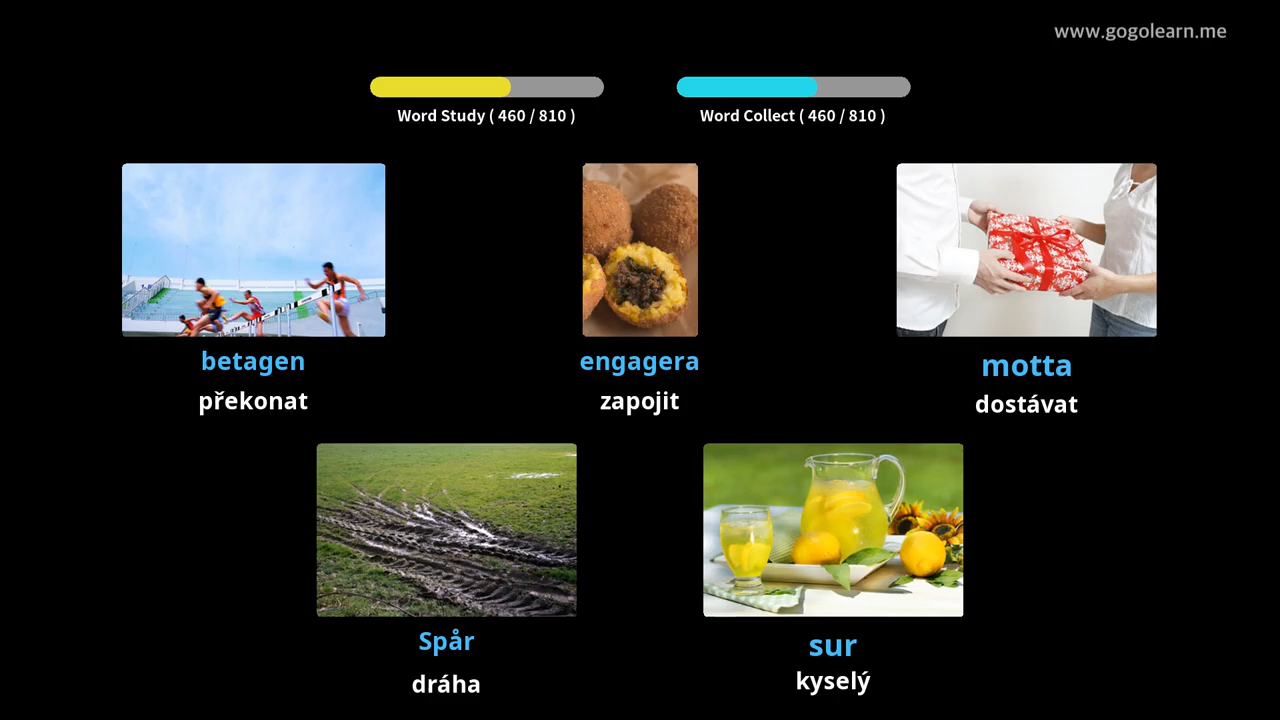 www.gogolearn.me
Word Study ( 460 / 810 )
Word Collect ( 460 / 810 )
betagen
překonat
engagera
zapojit
motta
dostávat
Spår
dráha
sur
kyselý